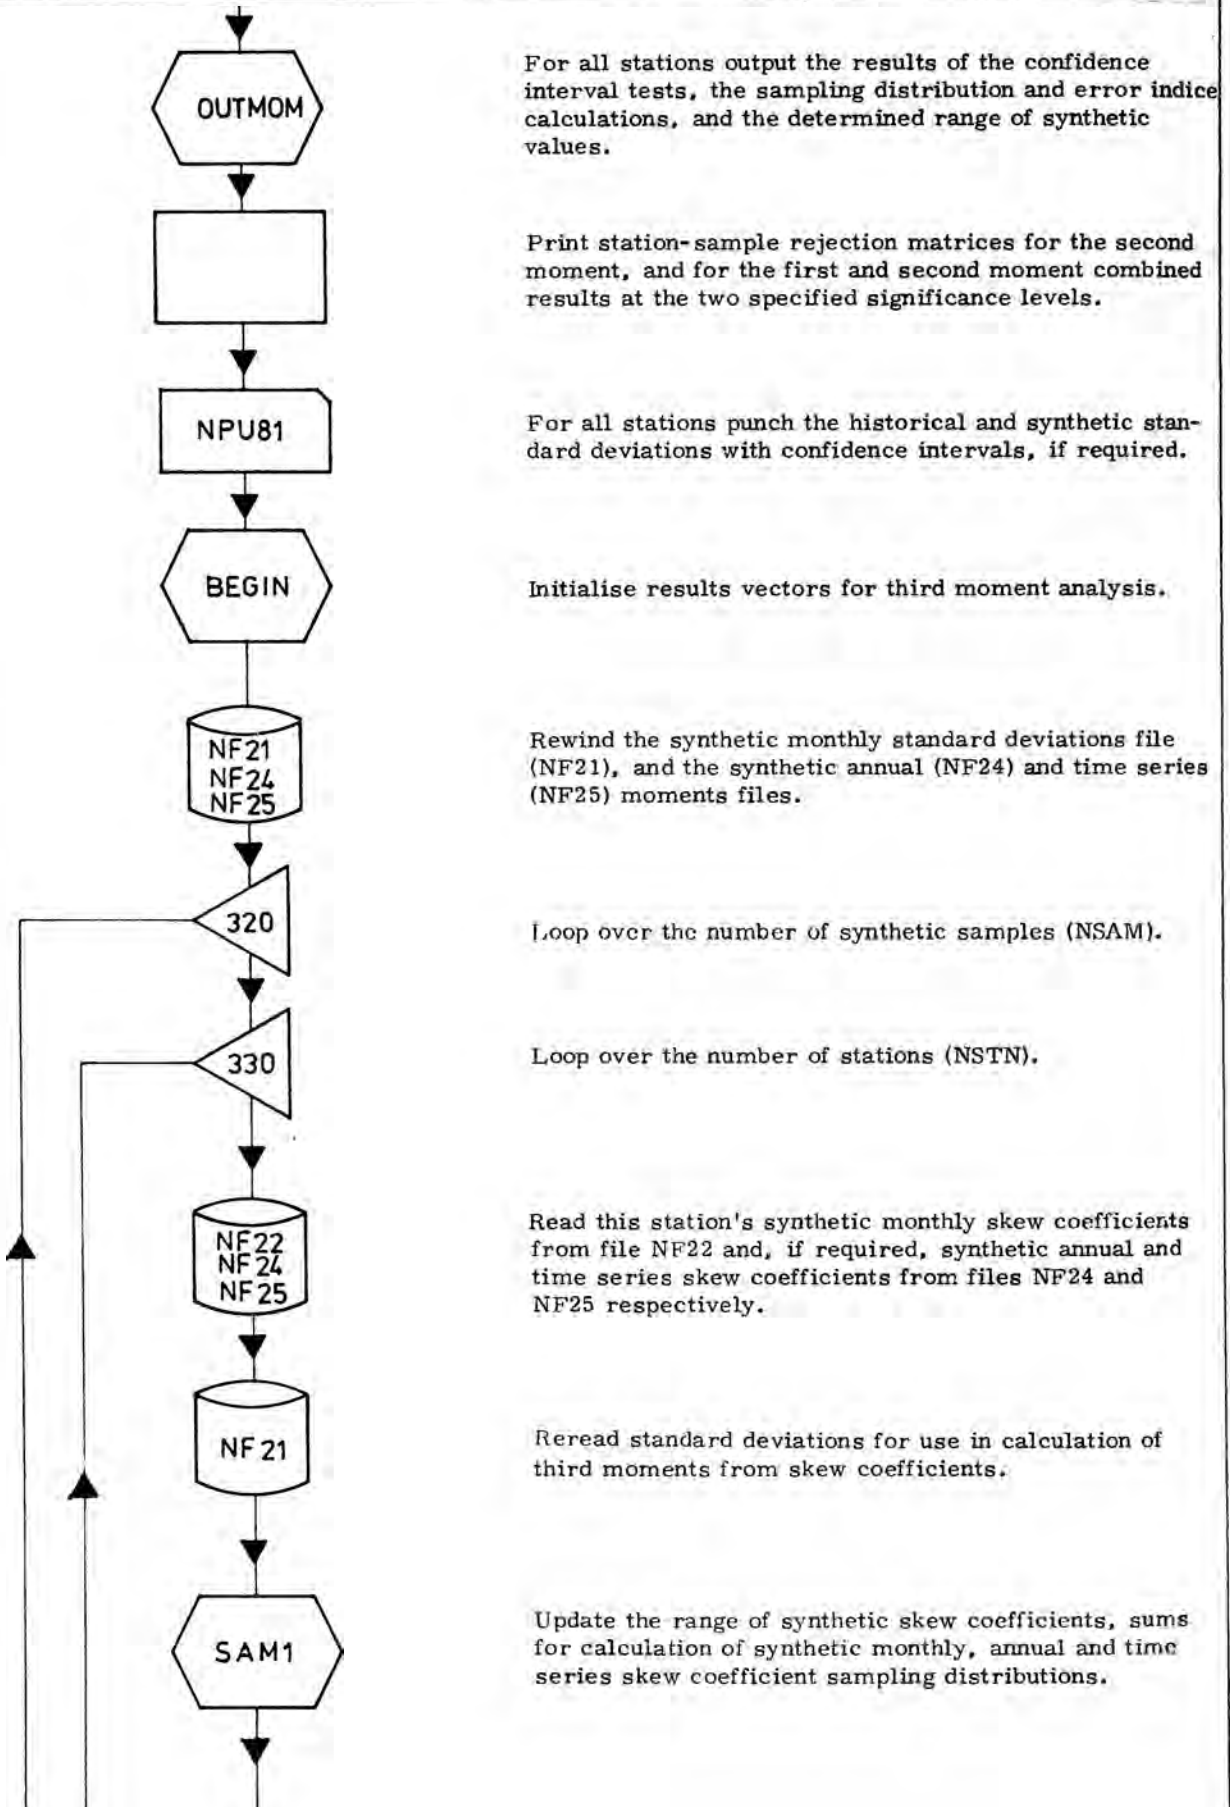 OUTMOM
For all stations output the results of the confidence
interval tests, the sampling distribution and error indice
calculations, and the determined range of synthetic
values.
Print station-sample rejection matrices for the second
moment, and for the first and second moment combined
results at the two specified significance levels.
NPU81
For all stations punch the historical and synthetic stan-
dard deviations with confidence intervals, if required.
BEGIN
Initialise results vectors for third moment analysis.
NF21
NF24
NF25
Rewind the synthetic monthly standard deviations file
(NF21), and the synthetic annual (NF24) and time series
(NF25) moments files.
320
Loop over the number of synthetic samples (NSAM).
330
Loop over the number of stations (NSTN).
NF22
NF24
NF25
Read this station's synthetic monthly skew coefficients
from file NF22 and, if required, synthetic annual and
time series skew coefficients from files NF24 and
NF25 respectively.
NF21
Reread standard deviations for use in calculation of
third moments from skew coefficients.
SAM1
Update the range of synthetic skew coefficients, sums
for calculation of synthetic monthly, annual and time
series skew coefficient sampling distributions.